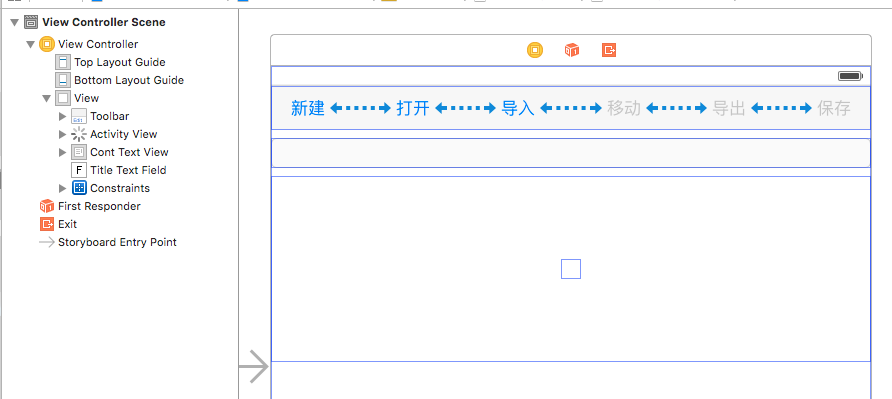 View Controller Scene
View Controller
Top Layout Guide
Bottom Layout Guide
View
Edit
Toolbar
Activity View
Cont Text View
F
Title Text Field
Constraints
First Responder
Exit
Storyboard Entry Point
新建 打开 导入 移动 导出 保存